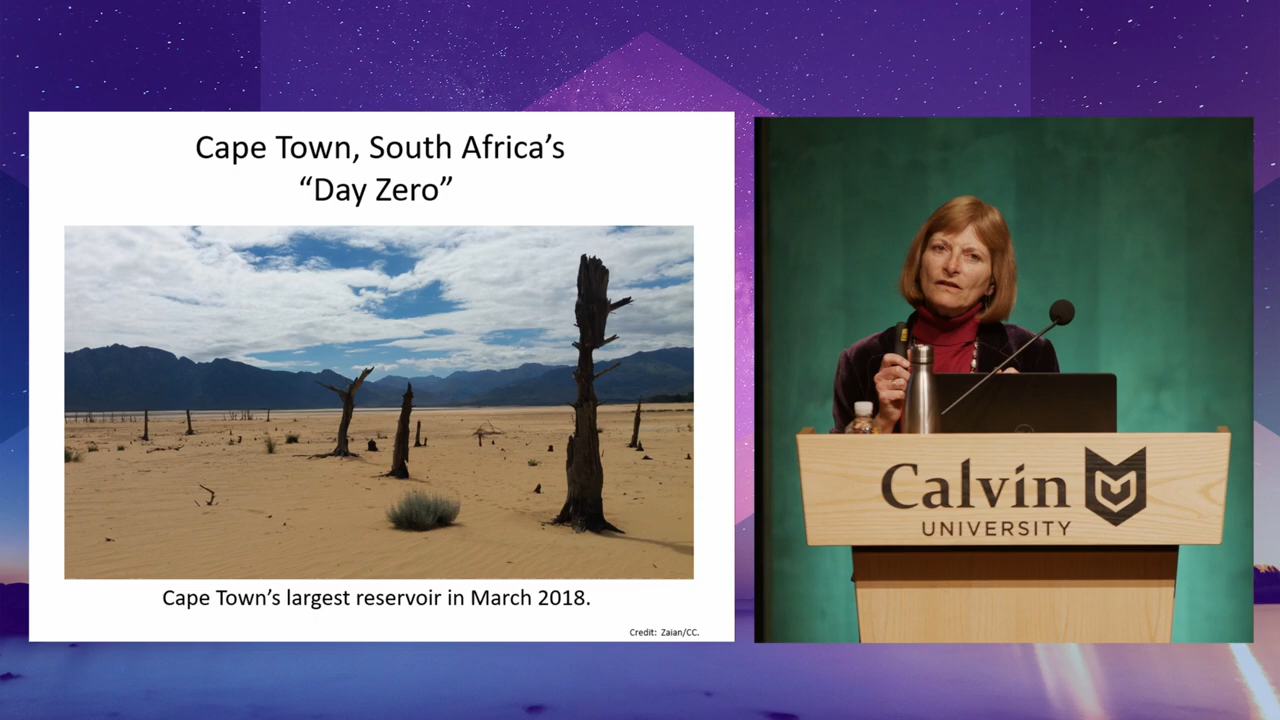 Cape Town, South Africa’s
“Day Zero”
Cape Town’s largest reservoir in March 2018.
Credit: Zaian/CC.
Calvin
UNIVERSITY